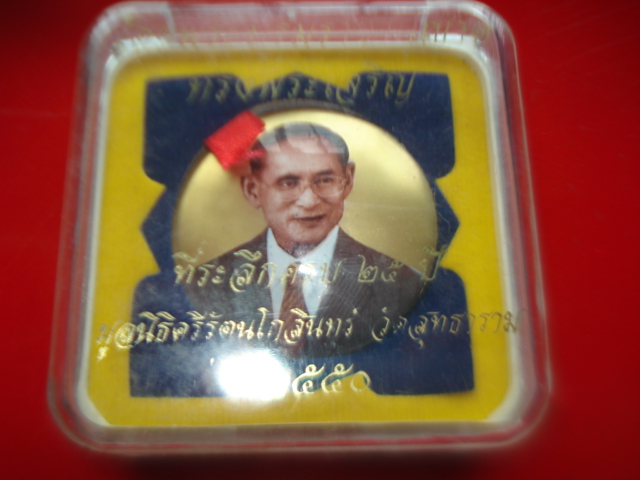 ทรงพระเจริญ
ที่ระลึกครบ ๒๕ ปี
มูลนิธิศรีรัตนโกสินทร์ วัดสุทธาราม
๒๕๕๐